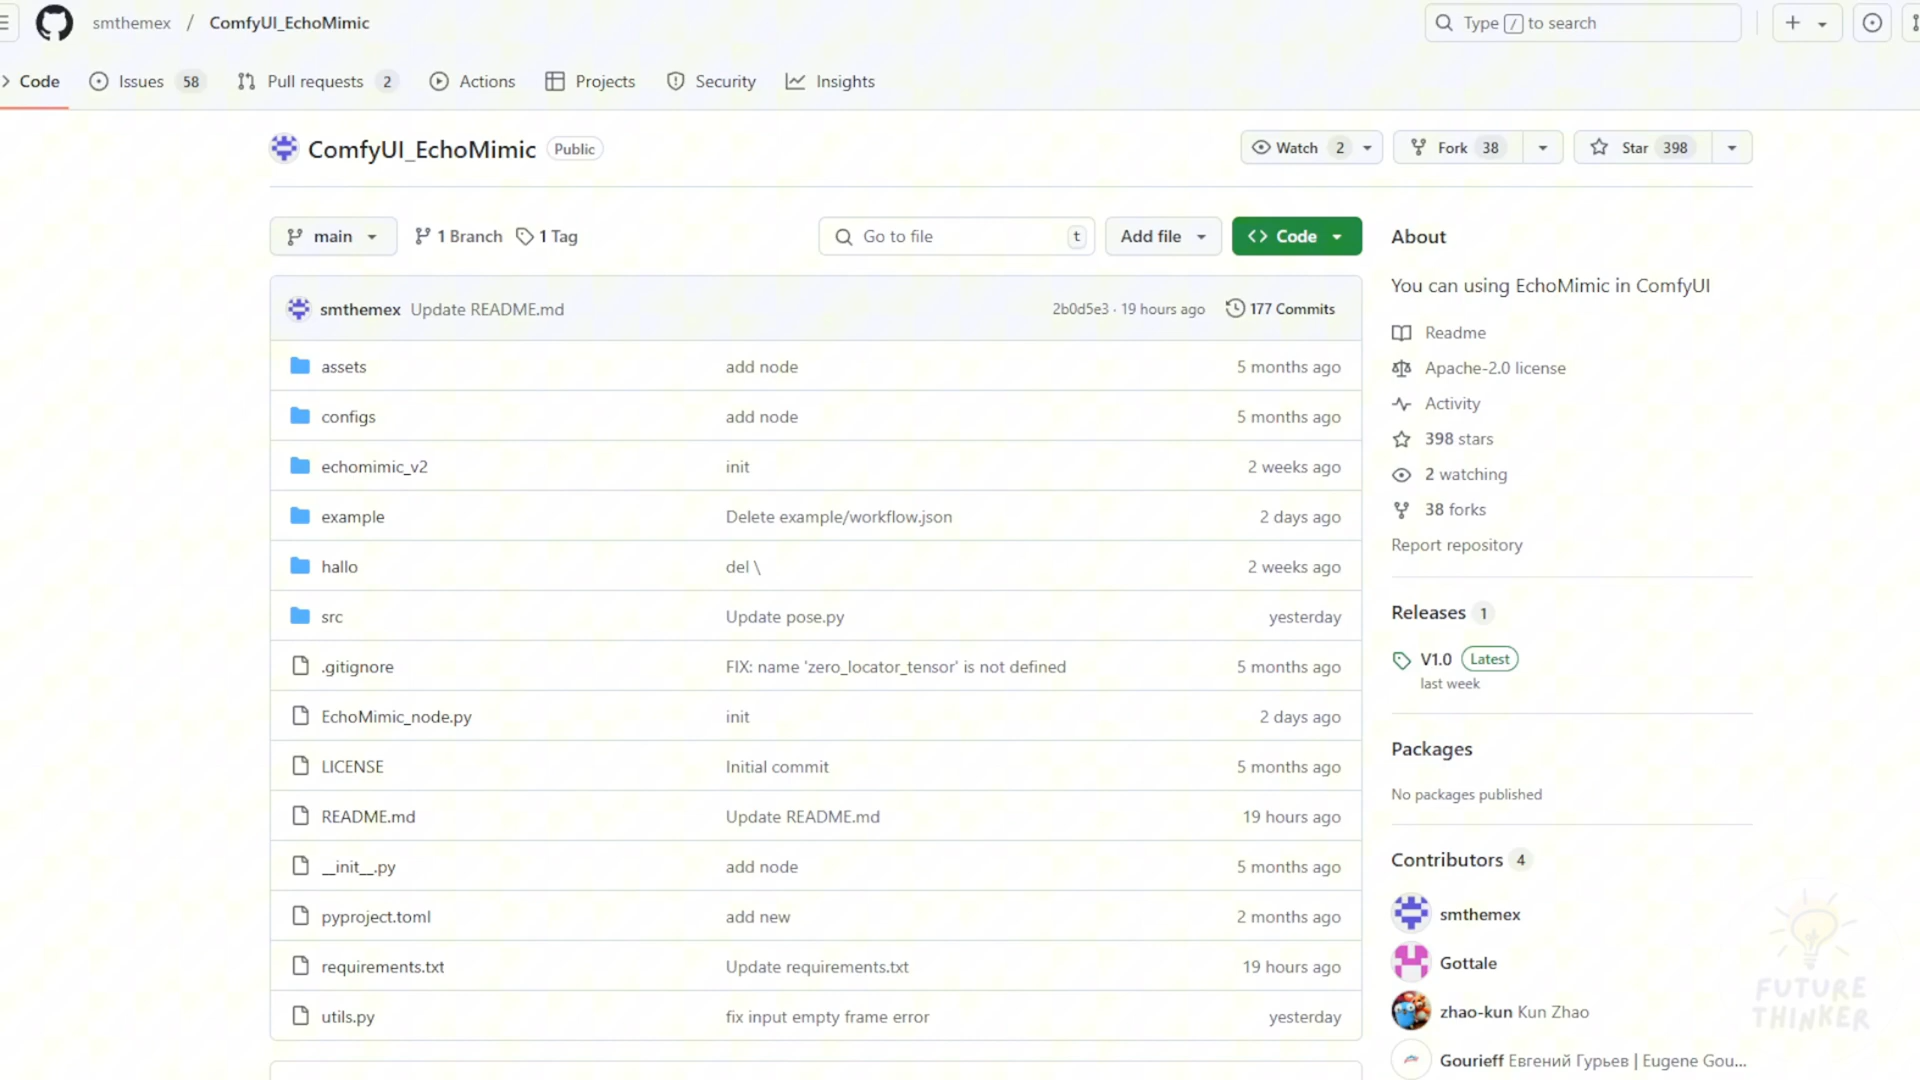 smthemex / ComfyUI_EchoMimic
Type / to search
Code
Issues 58
Pull requests 2
Actions
Projects
Security
Insights
ComfyUI_EchoMimic Public
Watch 2
Fork 38
Star 398
main
1 Branch
1 Tag
Go to file t
Add file
Code
smthemex Update README.md 2b0d5e3 · 19 hours ago 177 Commits
assets add node 5 months ago
configs add node 5 months ago
echomimic_v2 init 2 weeks ago
example Delete example/workflow.json 2 days ago
hallo del \ 2 weeks ago
src Update pose.py yesterday
.gitignore FIX: name 'zero_locator_tensor' is not defined 5 months ago
EchoMimic_node.py init 2 days ago
LICENSE Initial commit 5 months ago
README.md Update README.md 19 hours ago
__init__.py add node 5 months ago
pyproject.toml add new 2 months ago
requirements.txt Update requirements.txt 19 hours ago
utils.py fix input empty frame error yesterday
About
You can using EchoMimic in ComfyUI
Readme
Apache-2.0 license
Activity
398 stars
2 watching
38 forks
Report repository
Releases 1
V1.0 Latest
last week
Packages
No packages published
Contributors 4
smthemex
Gottale
zhao-kun Kun Zhao
Gourieff Евгений Гурьев | Eugene Gou...
FUTURE
THINKER